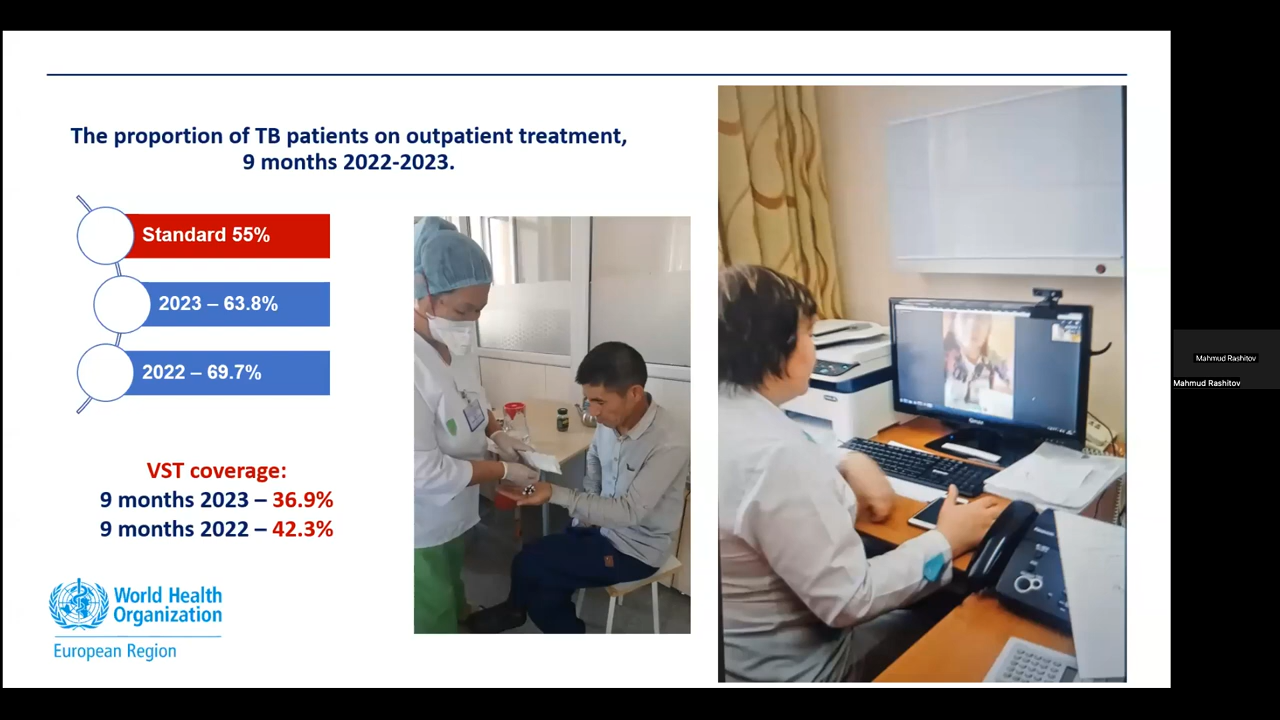 The proportion of TB patients on outpatient treatment,
9 months 2022-2023.
Standard 55%
2023 – 63.8%
2022 – 69.7%
VST coverage:
9 months 2023 – 36.9%
9 months 2022 – 42.3%
World Health
Organization
European Region
Mahmud Rashitov
Mahmud Rashitov